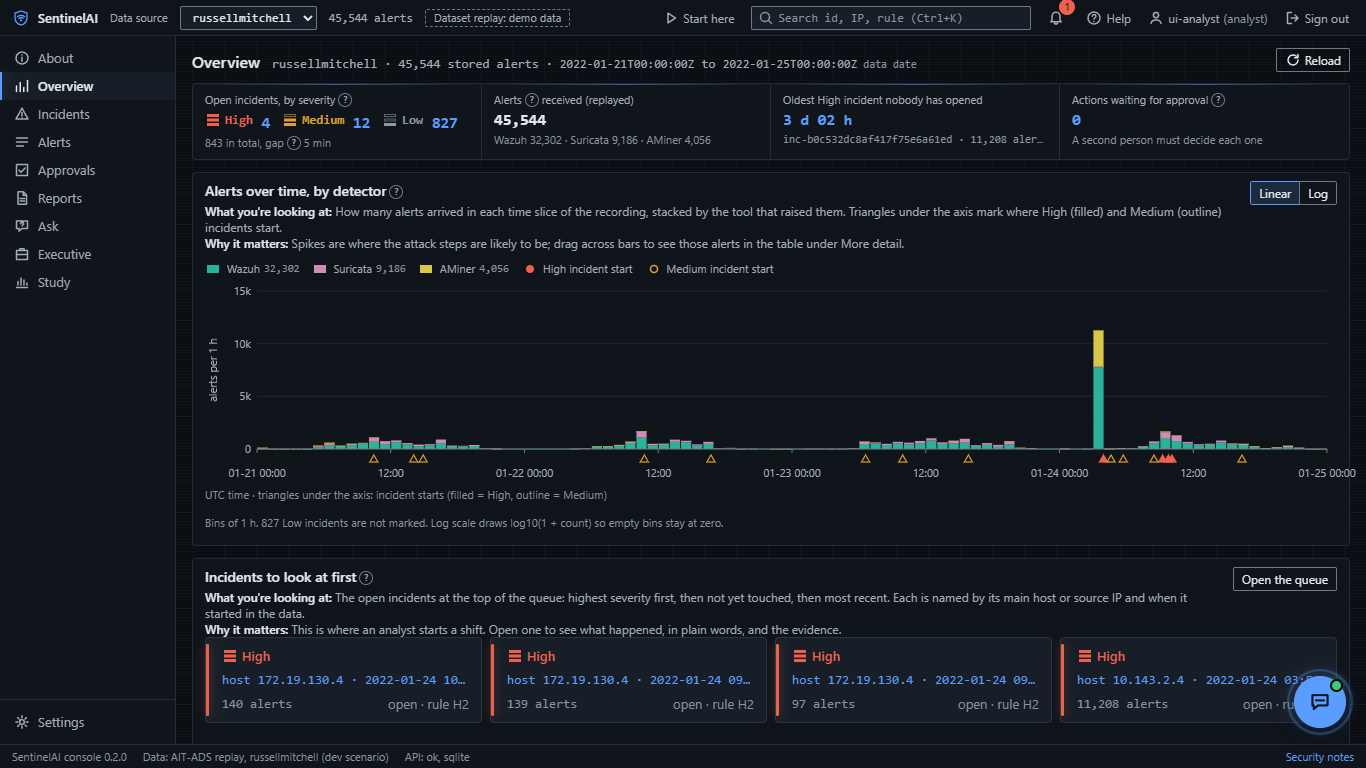 SentinelAI Data source russellmitchell 45,544 alerts Dataset replay: demo data Start here Search id, IP, rule (Ctrl+K) 1 Help ui-analyst (analyst) Sign out
About
Overview
Incidents
Alerts
Approvals
Reports
Ask
Executive
Study
Settings
Overview russellmitchell · 45,544 stored alerts · 2022-01-21T00:00:00Z to 2022-01-25T00:00:00Z data date Reload
Open incidents, by severity ?
High 4 Medium 12 Low 827
843 in total, gap ? 5 min
Alerts ? received (replayed)
45,544
Wazuh 32,302 · Suricata 9,186 · AMiner 4,056
Oldest High incident nobody has opened
3 d 02 h
inc-b0c532dc8af417f75e6a61ed · 11,208 aler…
Actions waiting for approval ?
0
A second person must decide each one
Alerts over time, by detector ? Linear Log
What you're looking at: How many alerts arrived in each time slice of the recording, stacked by the tool that raised them. Triangles under the axis mark where High (filled) and Medium (outline)
incidents start.
Why it matters: Spikes are where the attack steps are likely to be; drag across bars to see those alerts in the table under More detail.
Wazuh 32,302 Suricata 9,186 AMiner 4,056 High incident start Medium incident start
alerts per 1 h
15k
10k
5k
0
01-21 00:00 12:00 01-22 00:00 12:00 01-23 00:00 12:00 01-24 00:00 12:00 01-25 00:00
UTC time · triangles under the axis: incident starts (filled = High, outline = Medium)
Bins of 1 h. 827 Low incidents are not marked. Log scale draws log10(1 + count) so empty bins stay at zero.
Incidents to look at first ? Open the queue
What you're looking at: The open incidents at the top of the queue: highest severity first, then not yet touched, then most recent. Each is named by its main host or source IP and when it
started in the data.
Why it matters: This is where an analyst starts a shift. Open one to see what happened, in plain words, and the evidence.
High
host 172.19.130.4 · 2022-01-24 10…
140 alerts open · rule H2
High
host 172.19.130.4 · 2022-01-24 09…
139 alerts open · rule H2
High
host 172.19.130.4 · 2022-01-24 09…
97 alerts open · rule H2
High
host 10.143.2.4 · 2022-01-24
11,208 alerts open ·
SentinelAI console 0.2.0 Data: AIT-ADS replay, russellmitchell (dev scenario) API: ok, sqlite Security notes